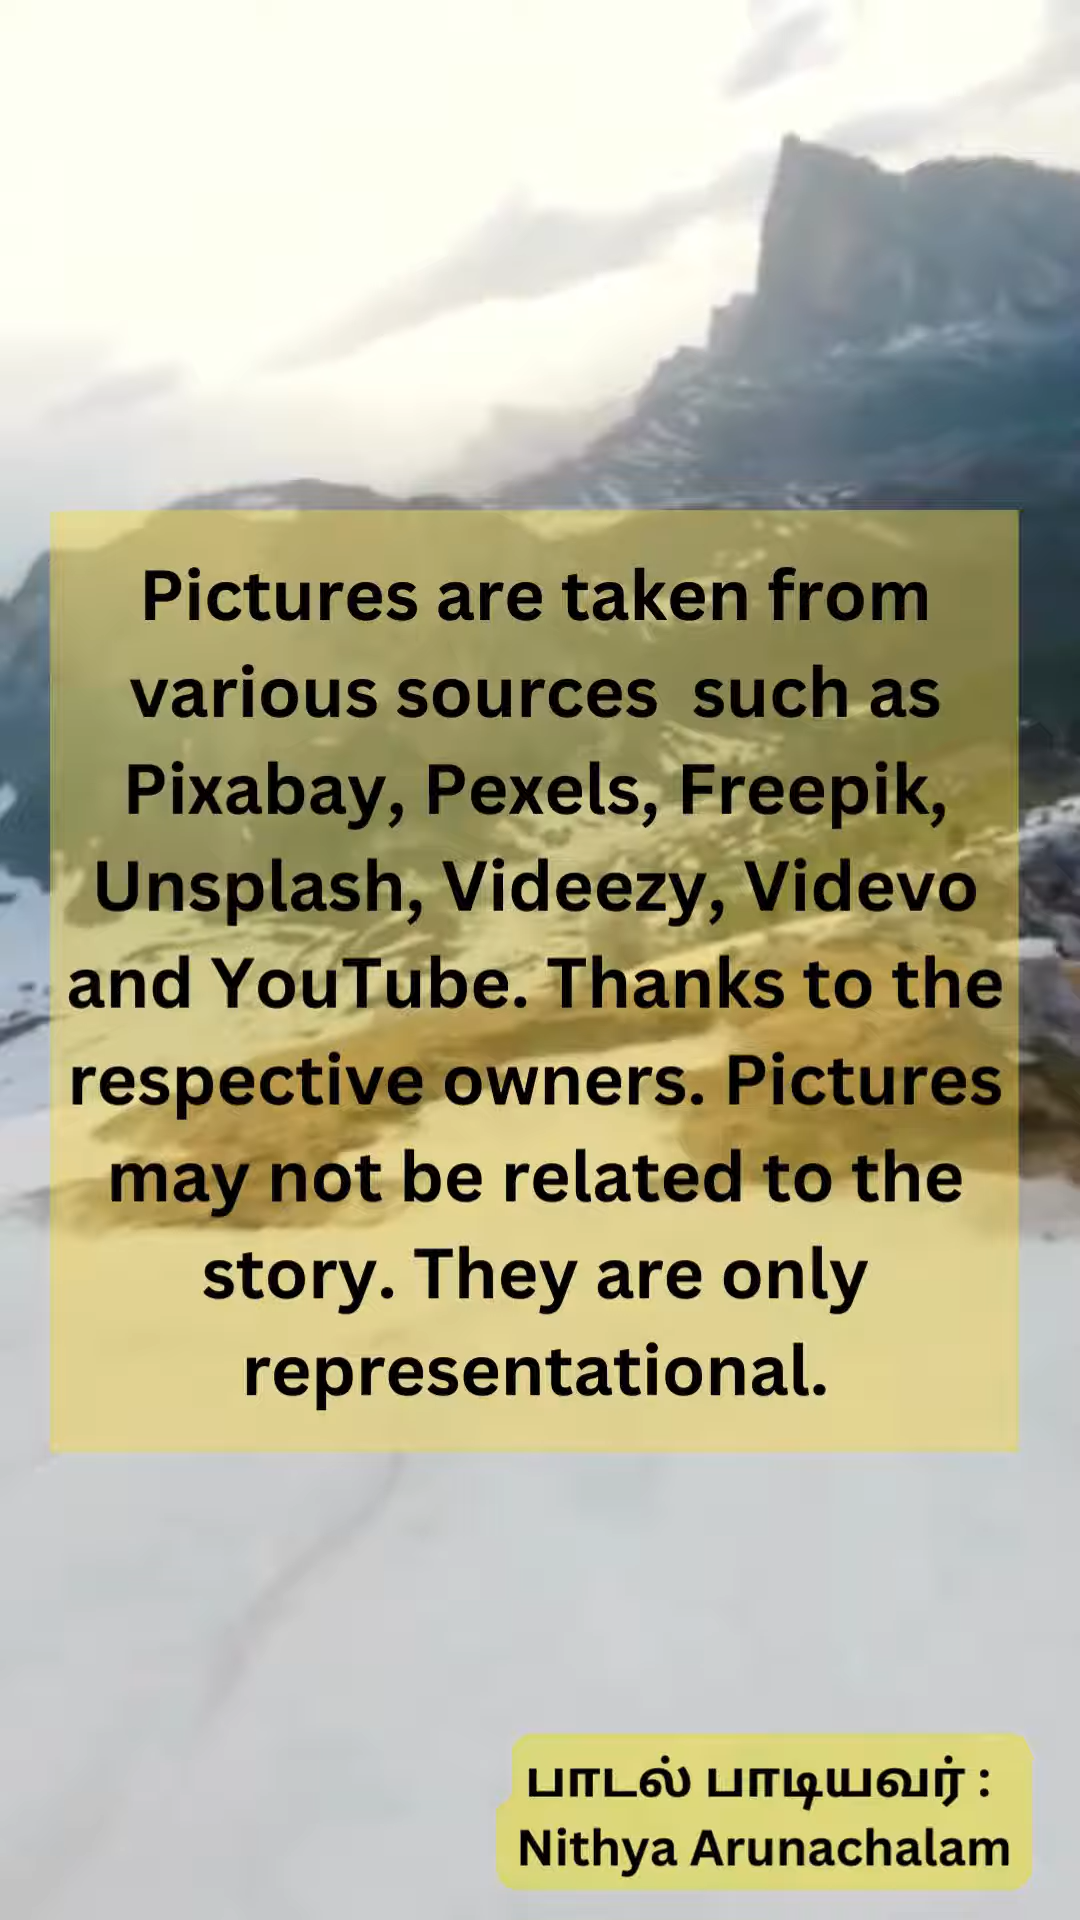 Pictures are taken from
various sources  such as
Pixabay, Pexels, Freepik,
Unsplash, Videezy, Videvo
and YouTube. Thanks to the
respective owners. Pictures
may not be related to the
story. They are only
representational.
பாடல் பாடியவர் :
Nithya Arunachalam